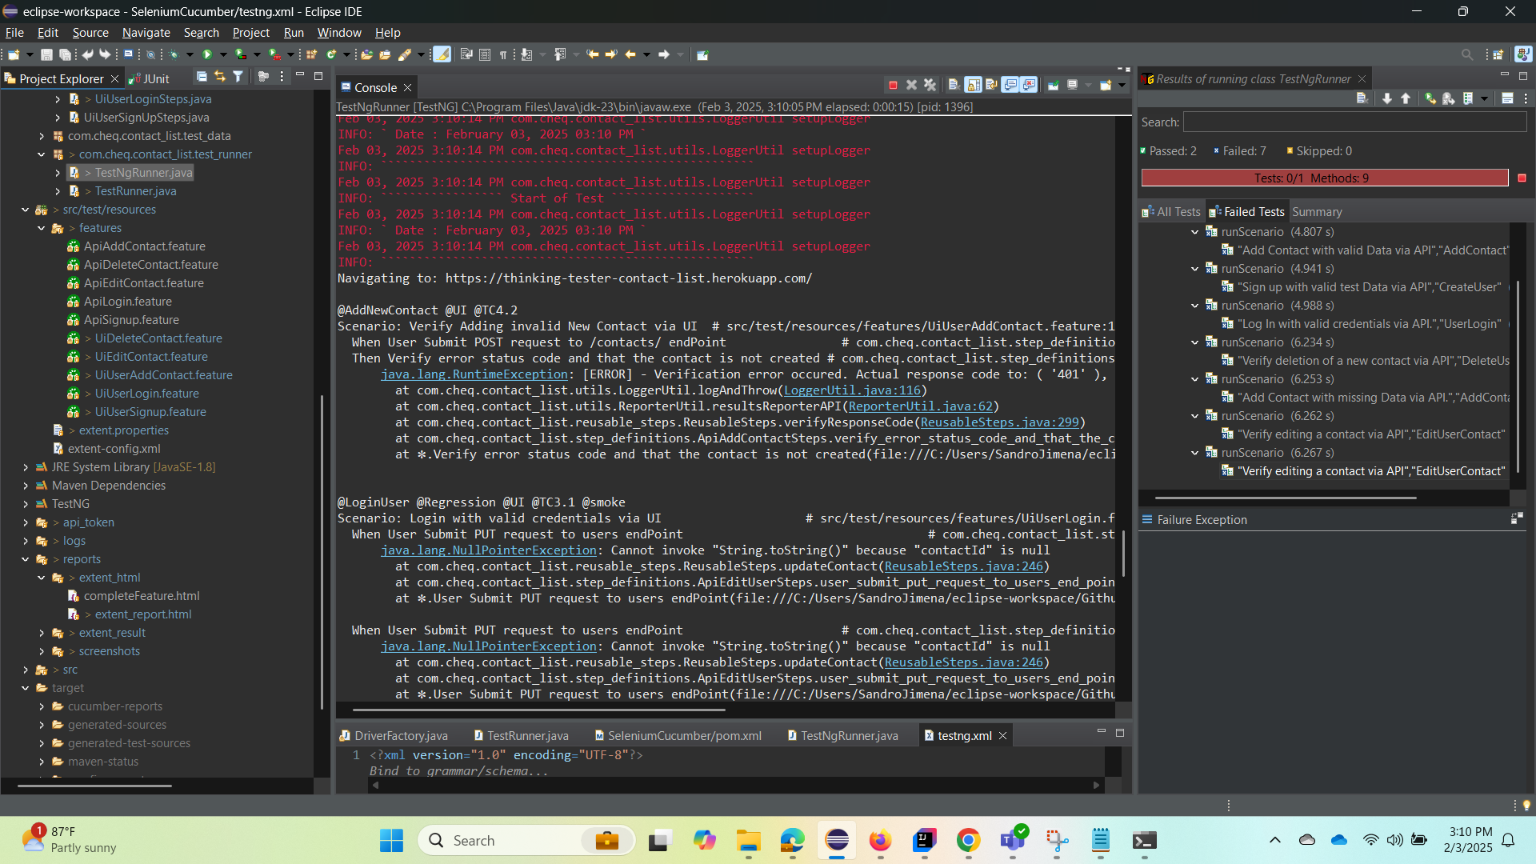 eclipse-workspace - SeleniumCucumber/testng.xml - Eclipse IDE
File Edit Source Navigate Search Project Run Window Help
Project Explorer
JUnit
> UiUserLoginSteps.java
> UiUserSignUpSteps.java
com.cheq.contact_list.test_data
> com.cheq.contact_list.test_runner
> TestNgRunner.java
> TestRunner.java
> src/test/resources
> features
ApiAddContact.feature
ApiDeleteContact.feature
ApiEditContact.feature
ApiLogin.feature
ApiSignup.feature
> UiDeleteContact.feature
> UiEditContact.feature
> UiUserAddContact.feature
> UiUserLogin.feature
> UiUserSignup.feature
> extent.properties
extent-config.xml
JRE System Library [JavaSE-1.8]
Maven Dependencies
TestNG
> api_token
> logs
> reports
> extent_html
completeFeature.html
> extent_report.html
> extent_result
> screenshots
> src
target
cucumber-reports
generated-sources
generated-test-sources
maven-status
Console
TestNgRunner [TestNG] C:\Program Files\Java\jdk-23\bin\javaw.exe (Feb 3, 2025, 3:10:05 PM elapsed: 0:00:15) [pid: 1396]
Feb 03, 2025 3:10:14 PM com.cheq.contact_list.utils.LoggerUtil setupLogger
INFO: ` Date : February 03, 2025 03:10 PM `
Feb 03, 2025 3:10:14 PM com.cheq.contact_list.utils.LoggerUtil setupLogger
INFO: ```````````````````````````````````````````````````
Feb 03, 2025 3:10:14 PM com.cheq.contact_list.utils.LoggerUtil setupLogger
INFO: ````````````````` Start of Test ``````````````````
Feb 03, 2025 3:10:14 PM com.cheq.contact_list.utils.LoggerUtil setupLogger
INFO: ` Date : February 03, 2025 03:10 PM `
Feb 03, 2025 3:10:14 PM com.cheq.contact_list.utils.LoggerUtil setupLogger
INFO: ```````````````````````````````````````````````````
Navigating to: https://thinking-tester-contact-list.herokuapp.com/
@AddNewContact @UI @TC4.2
Scenario: Verify Adding invalid New Contact via UI # src/test/resources/features/UiUserAddContact.feature:1
When User Submit POST request to /contacts/ endPoint # com.cheq.contact_list.step_definitio
Then Verify error status code and that the contact is not created # com.cheq.contact_list.step_definitions
java.lang.RuntimeException: [ERROR] - Verification error occured. Actual response code to: ( '401' ),
at com.cheq.contact_list.utils.LoggerUtil.logAndThrow(LoggerUtil.java:116)
at com.cheq.contact_list.utils.ReporterUtil.resultsReporterAPI(ReporterUtil.java:62)
at com.cheq.contact_list.reusable_steps.ReusableSteps.verifyResponseCode(ReusableSteps.java:299)
at com.cheq.contact_list.step_definitions.ApiAddContactSteps.verify_error_status_code_and_that_the_c
at ✽.Verify error status code and that the contact is not created(file:///C:/Users/SandroJimena/ecli
@LoginUser @Regression @UI @TC3.1 @smoke
Scenario: Login with valid credentials via UI # src/test/resources/features/UiUserLogin.f
When User Submit PUT request to users endPoint # com.cheq.contact_list.st
java.lang.NullPointerException: Cannot invoke "String.toString()" because "contactId" is null
at com.cheq.contact_list.reusable_steps.ReusableSteps.updateContact(ReusableSteps.java:246)
at com.cheq.contact_list.step_definitions.ApiEditUserSteps.user_submit_put_request_to_users_end_poin
at ✽.User Submit PUT request to users endPoint(file:///C:/Users/SandroJimena/eclipse-workspace/Githu
When User Submit PUT request to users endPoint # com.cheq.contact_list.step_definitio
java.lang.NullPointerException: Cannot invoke "String.toString()" because "contactId" is null
at com.cheq.contact_list.reusable_steps.ReusableSteps.updateContact(ReusableSteps.java:246)
at com.cheq.contact_list.step_definitions.ApiEditUserSteps.user_submit_put_request_to_users_end_poin
at ✽.User Submit PUT request to users endPoint(file:///C:/Users/SandroJimena/eclipse-workspace/Githu
DriverFactory.java TestRunner.java SeleniumCucumber/pom.xml TestNgRunner.java testng.xml
1 <?xml version="1.0" encoding="UTF-8"?>
Bind to grammar/schema...
Results of running class TestNgRunner
Search:
Passed: 2 Failed: 7 Skipped: 0
Tests: 0/1 Methods: 9
All Tests Failed Tests Summary
runScenario (4.807 s)
"Add Contact with valid Data via API","AddContact"
runScenario (4.941 s)
"Sign up with valid test Data via API","CreateUser"
runScenario (4.988 s)
"Log In with valid credentials via API.","UserLogin"
runScenario (6.234 s)
"Verify deletion of a new contact via API","DeleteUs
runScenario (6.253 s)
"Add Contact with missing Data via API.","AddConta
runScenario (6.262 s)
"Verify editing a contact via API","EditUserContact"
runScenario (6.267 s)
"Verify editing a contact via API","EditUserContact"
Failure Exception
1
87°F
Partly sunny
Search
3:10 PM
2/3/2025